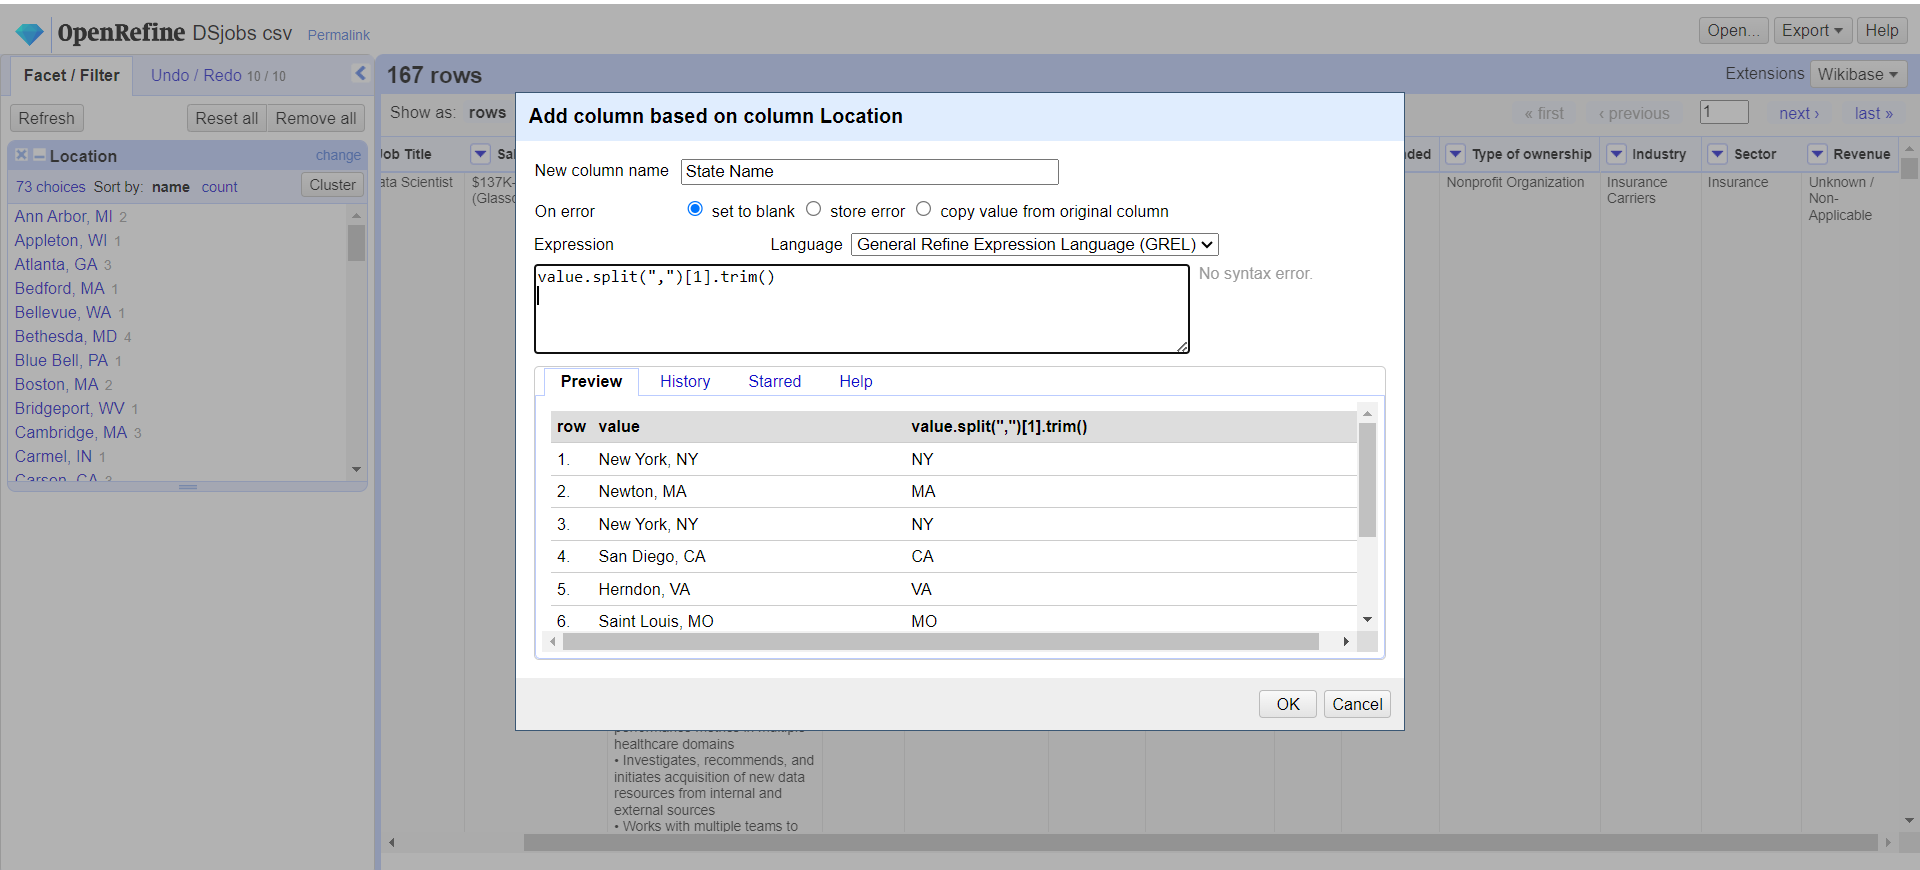 OpenRefine DSjobs csv Permalink
Open... Export Help
Facet / Filter Undo / Redo 10 / 10
167 rows
Extensions Wikibase
Refresh Reset all Remove all
Show as: rows
« first ‹ previous 1 next › last »
Location change
73 choices Sort by: name count Cluster
Ann Arbor, MI 2
Appleton, WI 1
Atlanta, GA 3
Bedford, MA 1
Bellevue, WA 1
Bethesda, MD 4
Blue Bell, PA 1
Boston, MA 2
Bridgeport, WV 1
Cambridge, MA 3
Carmel, IN 1
Carson, CA
Job Title
Type of ownership Industry Sector Revenue
Scientist $137K-
Nonprofit Organization
Insurance
Carriers
Insurance
Unknown /
Non-
Applicable
Add column based on column Location
New column name State Name
On error set to blank store error copy value from original column
Expression Language General Refine Expression Language (GREL)
value.split(",")[1].trim()
No syntax error.
Preview History Starred Help
row value value.split(",")[1].trim()
1. New York, NY NY
2. Newton, MA MA
3. New York, NY NY
4. San Diego, CA CA
5. Herndon, VA VA
6. Saint Louis, MO MO
OK Cancel
healthcare domains
• Investigates, recommends, and
initiates acquisition of new data
resources from internal and
external sources
• Works with multiple teams to